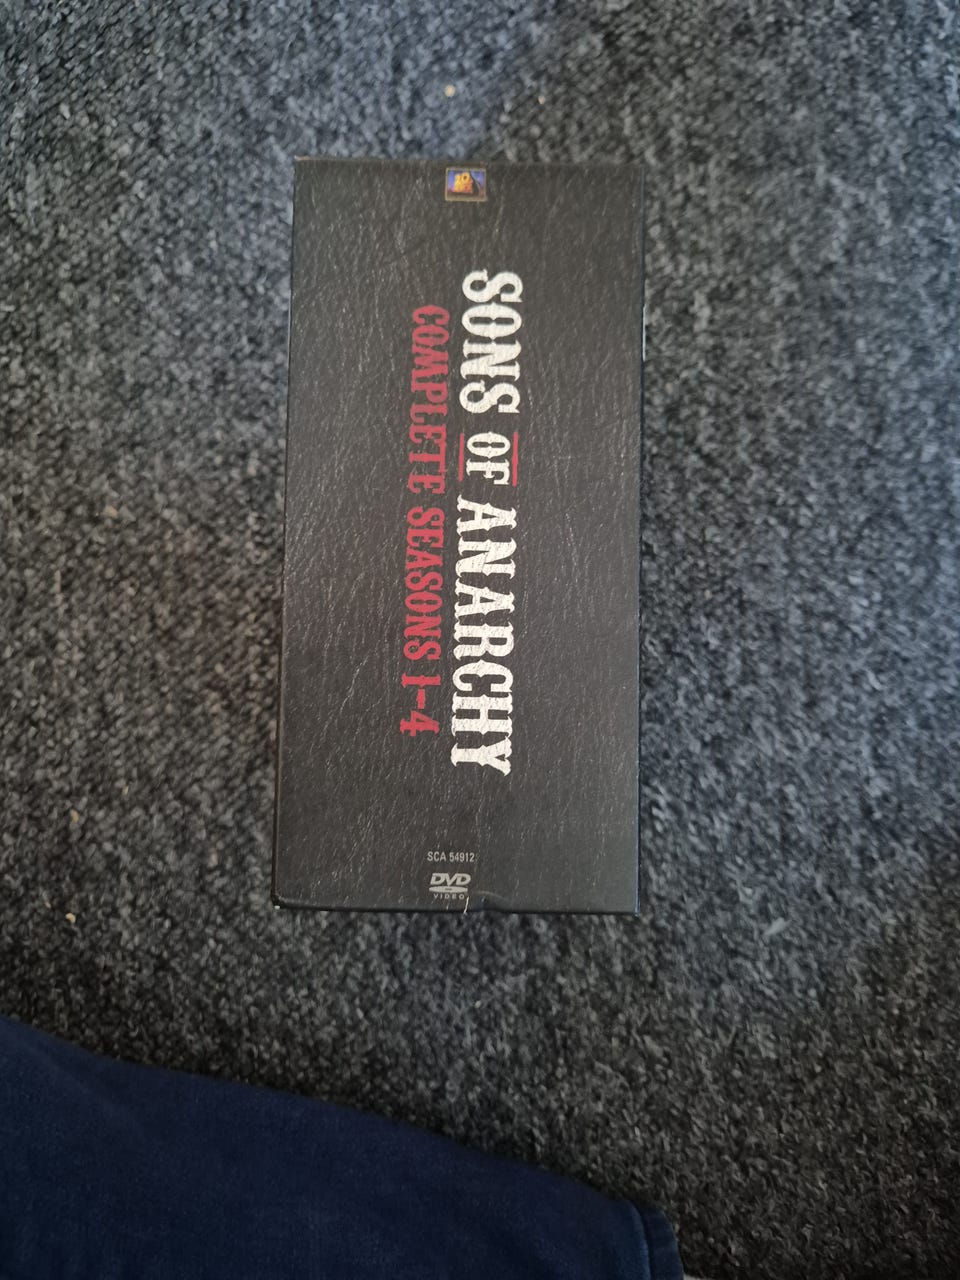 SONS OF ANARCHY
COMPLETE SEASONS 1-4
SCA 54912
DVD
VIDEO